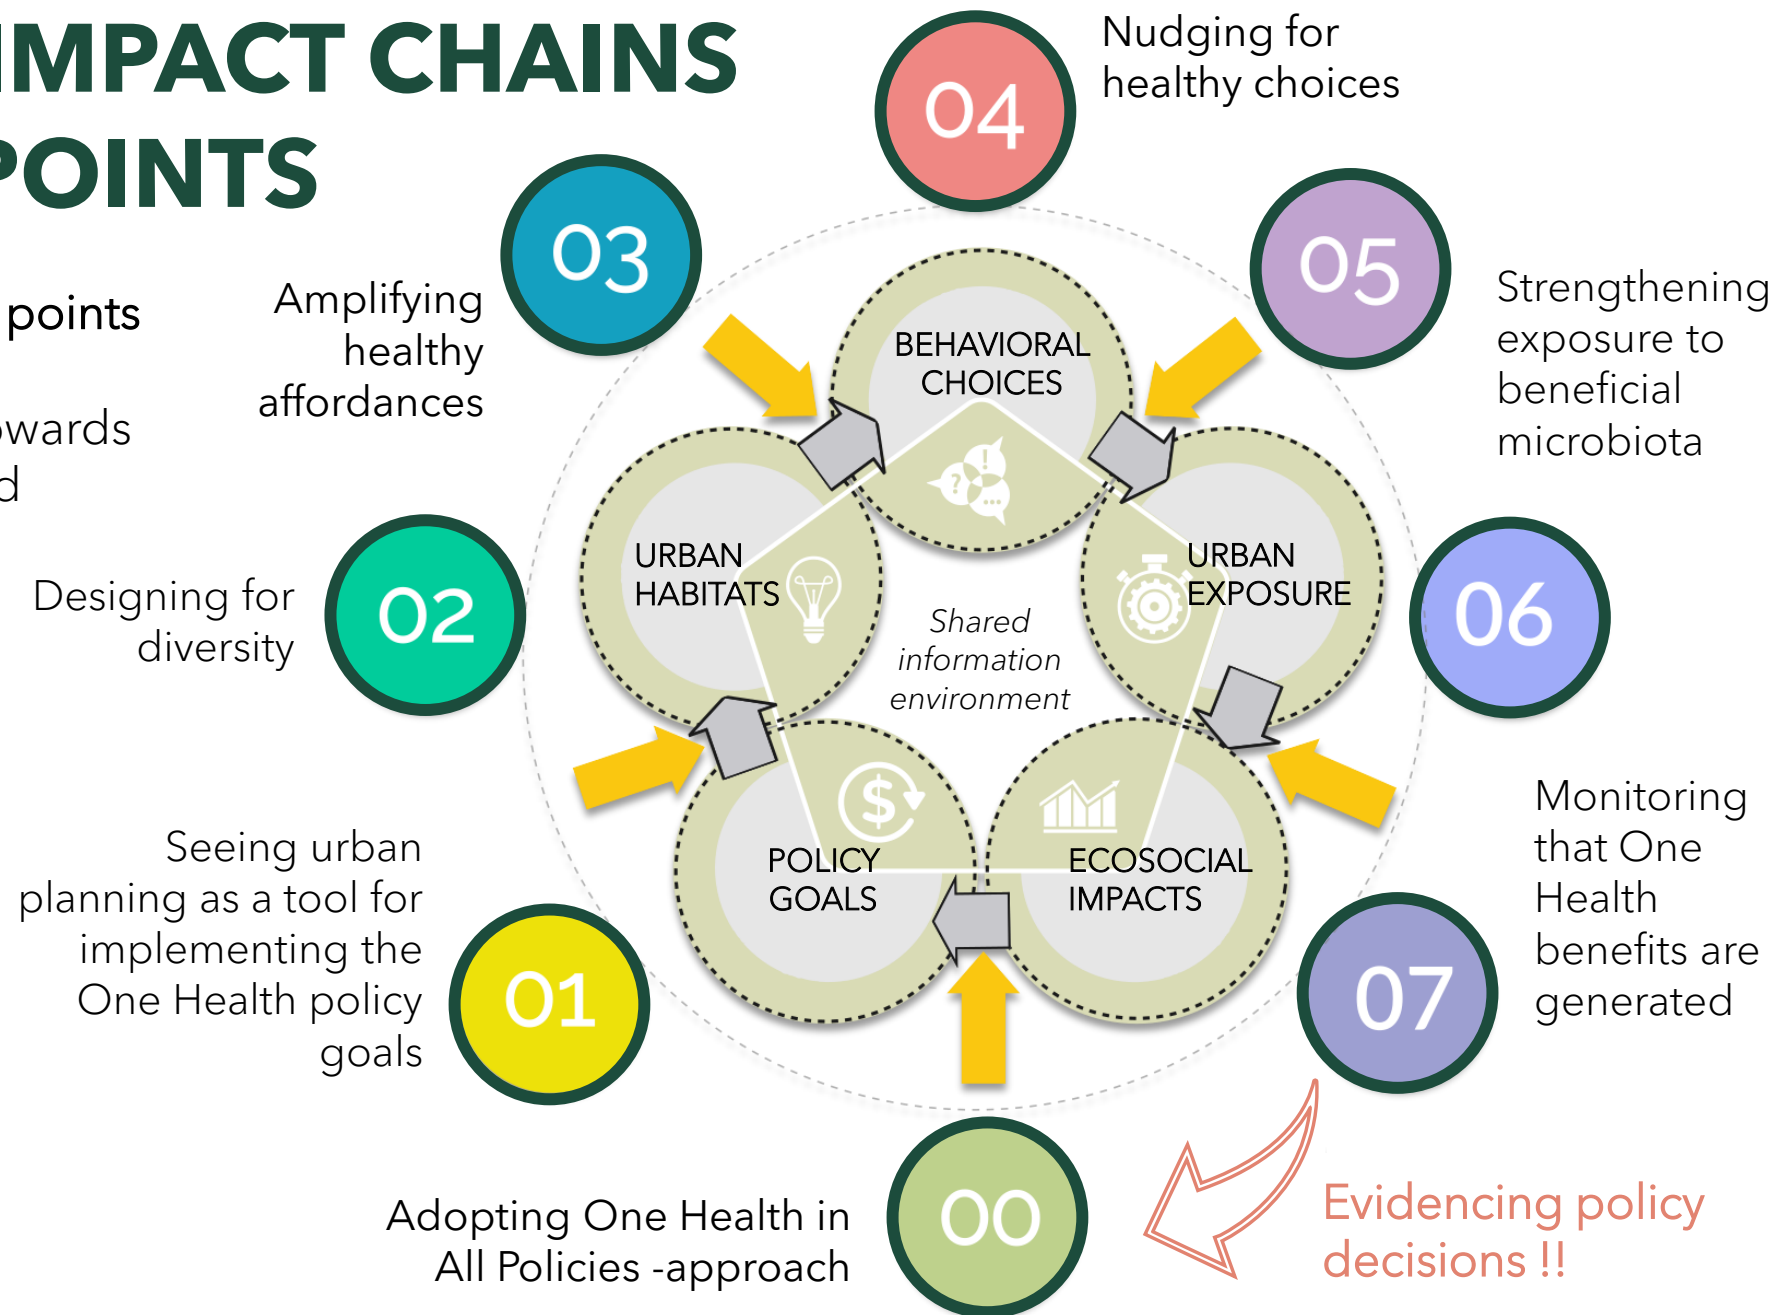 IMPACT CHAINS
POINTS
points
owards
d
04
Nudging for
healthy choices
03
Amplifying
healthy
affordances
05
Strengthening
exposure to
beneficial
microbiota
BEHAVIORAL
CHOICES
! ? ...
02
Designing for
diversity
URBAN
HABITATS
URBAN
EXPOSURE
06
Shared
information
environment
01
Seeing urban
planning as a tool for
implementing the
One Health policy
goals
$
POLICY
GOALS
ECOSOCIAL
IMPACTS
07
Monitoring
that One
Health
benefits are
generated
00
Adopting One Health in
All Policies -approach
Evidencing policy
decisions !!